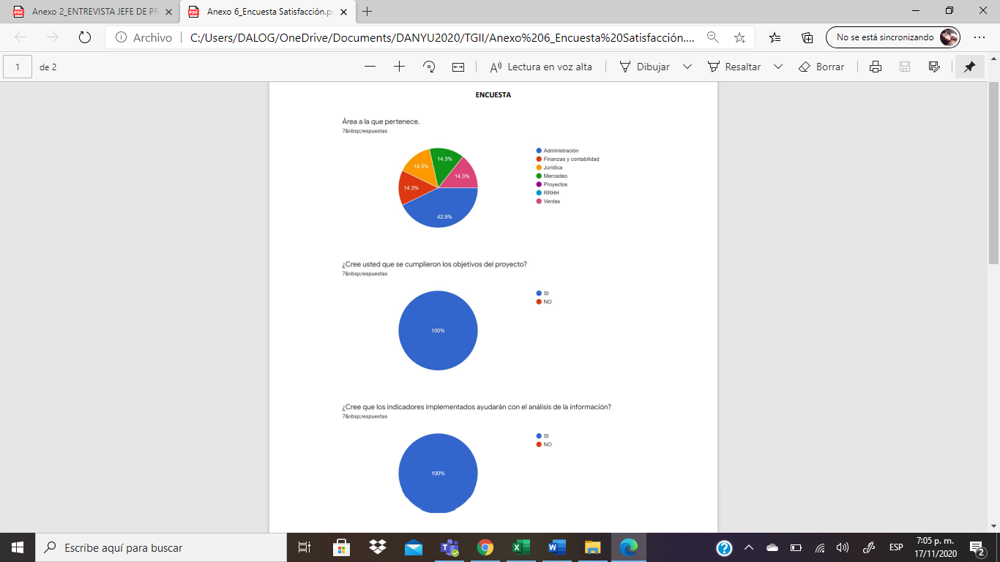 Anexo 2_ENTREVISTA JEFE DE PR
Anexo 6_Encuesta Satisfacción.pd
Archivo
C:/Users/DALOG/OneDrive/Documents/DANYU2020/TGII/Anexo%206_Encuesta%20Satisfacción....
No se está sincronizando
1
de 2
Lectura en voz alta
Dibujar
Resaltar
Borrar
ENCUESTA
Área a la que pertenece.
7&nbsp;respuestas
14.3%
14.3%
14.3%
14.3%
42.9%
Administración
Finanzas y contabilidad
Jurídica
Mercadeo
Proyectos
RRHH
Ventas
¿Cree usted que se cumplieron los objetivos del proyecto?
7&nbsp;respuestas
100%
SI
NO
¿Cree que los indicadores implementados ayudarán con el análisis de la información?
7&nbsp;respuestas
100%
SI
NO
Escribe aquí para buscar
ESP
7:05 p. m.
17/11/2020
2